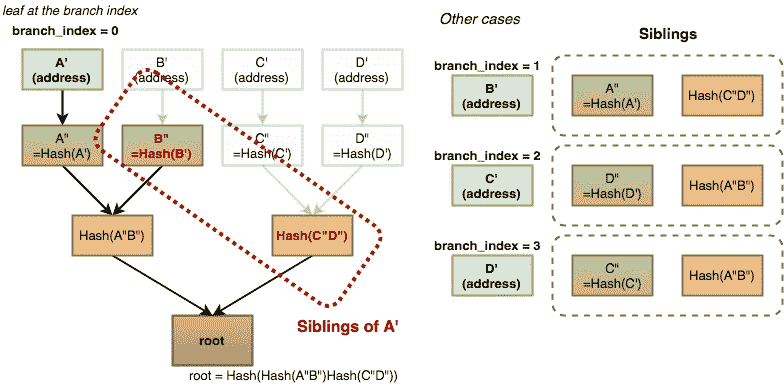 leaf at the branch index
branch_index = 0
A'
(address)
B'
(address)
C'
(address)
D'
(address)
A"
=Hash(A')
B"
=Hash(B')
C"
=Hash(C')
D"
=Hash(D')
Hash(A"B")
Hash(C"D")
Siblings of A'
root
root = Hash(Hash(A"B")Hash(C"D"))
Other cases
Siblings
branch_index = 1
B'
(address)
A"
=Hash(A')
Hash(C"D")
branch_index = 2
C'
(address)
D"
=Hash(D')
Hash(A"B")
branch_index = 3
D'
(address)
C"
=Hash(C')
Hash(A"B")